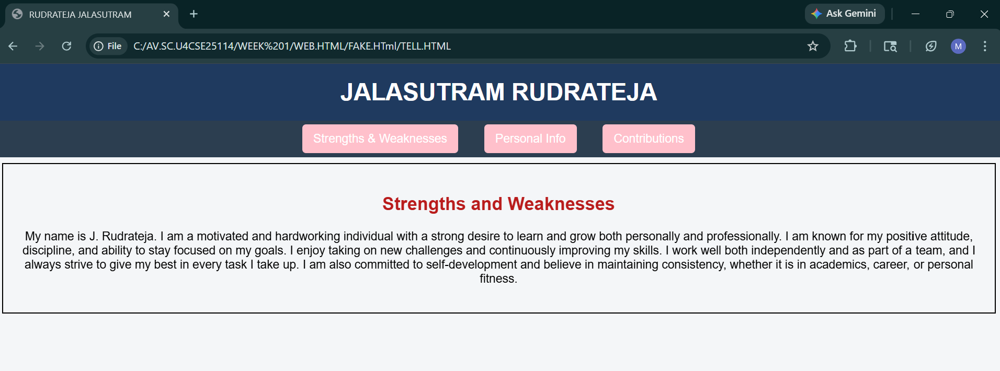 RUDRATEJA JALASUTRAM
Ask Gemini
File
C:/AV.SC.U4CSE25114/WEEK%201/WEB.HTML/FAKE.HTml/TELL.HTML
M
JALASUTRAM RUDRATEJA
Strengths & Weaknesses
Personal Info
Contributions
Strengths and Weaknesses
My name is J. Rudrateja. I am a motivated and hardworking individual with a strong desire to learn and grow both personally and professionally. I am known for my positive attitude,
discipline, and ability to stay focused on my goals. I enjoy taking on new challenges and continuously improving my skills. I work well both independently and as part of a team, and I
always strive to give my best in every task I take up. I am also committed to self-development and believe in maintaining consistency, whether it is in academics, career, or personal
fitness.